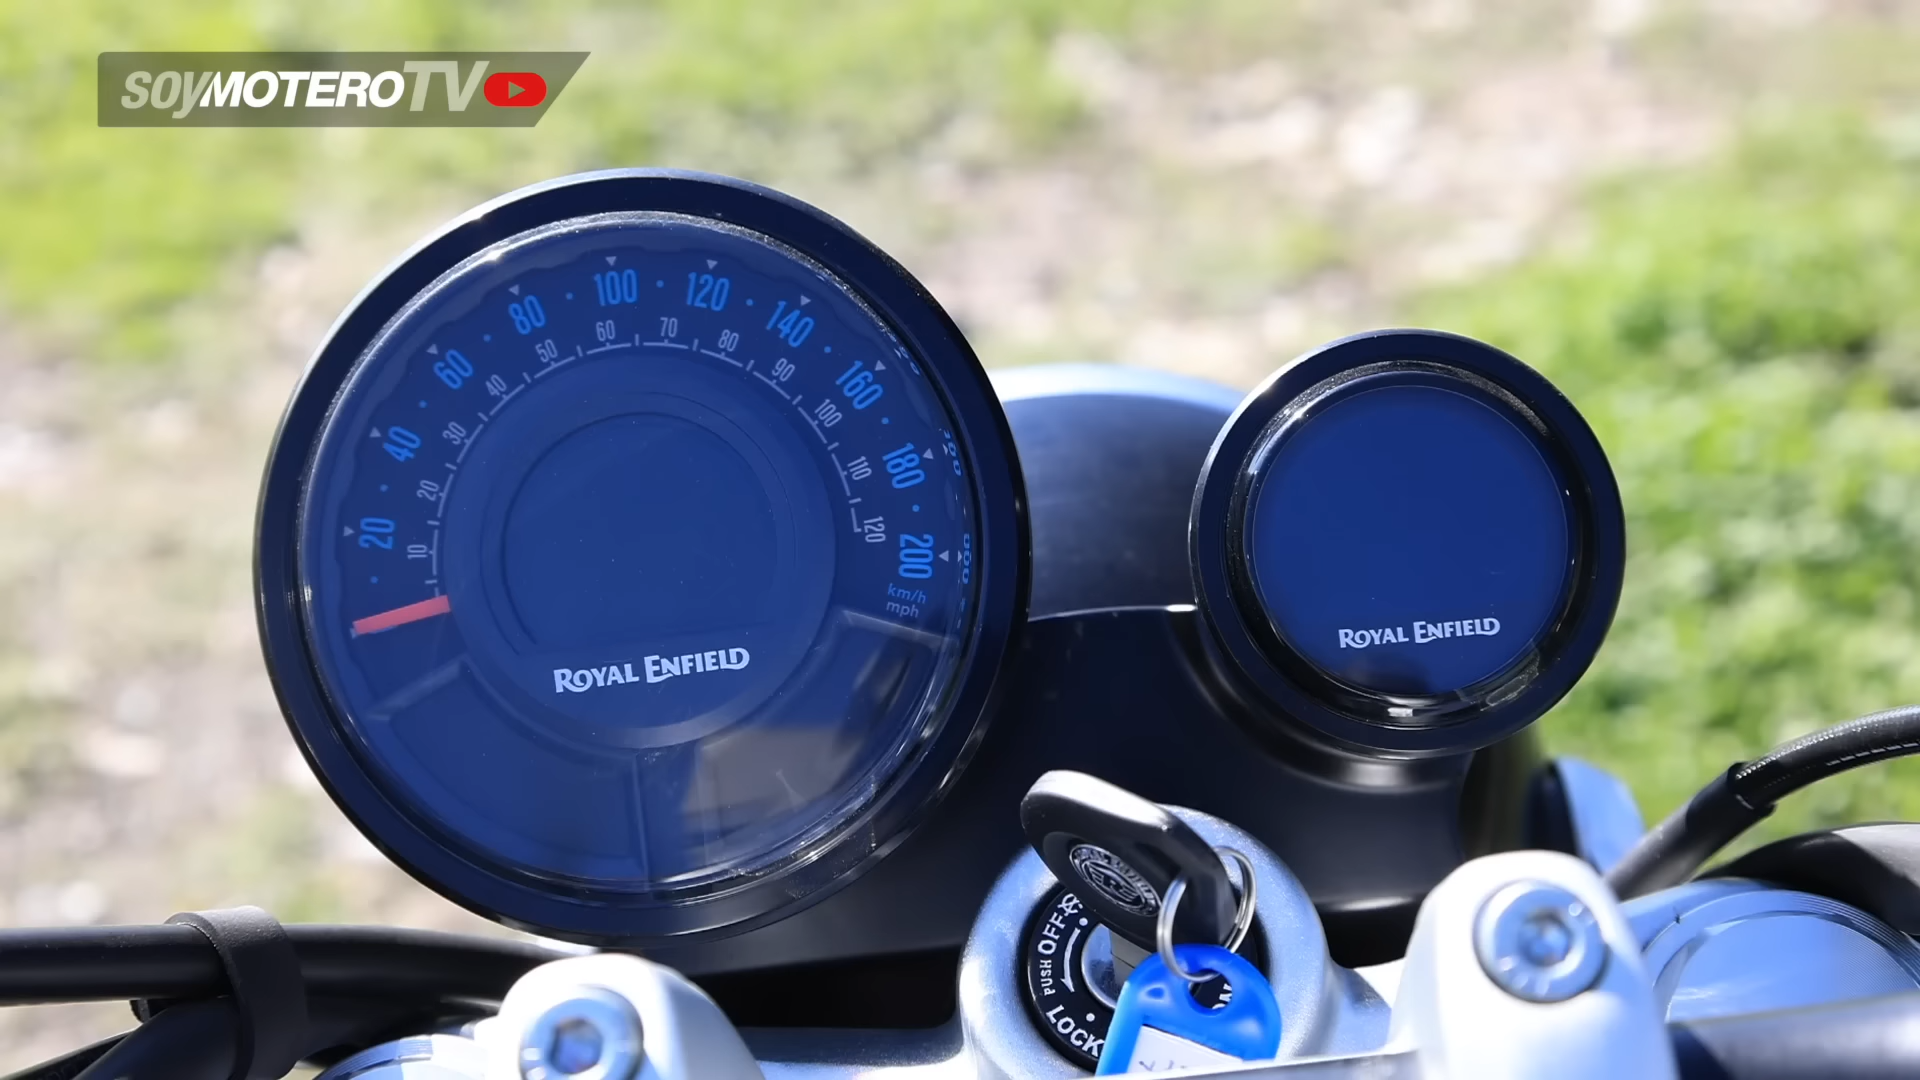 SOYMOTEROTV
20 40 60 80 100 120 140 160 180 200
10 20 30 40 50 60 70 80 90 100 110 120
km/h
mph
ROYAL ENFIELD
ROYAL ENFIELD
OFF
PUSH
LOCK